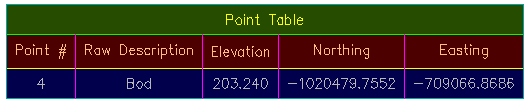 Point Table
Point # Raw Description Elevation Northing Easting
4 Bod 203.240 -1020479.7552 -709066.8686